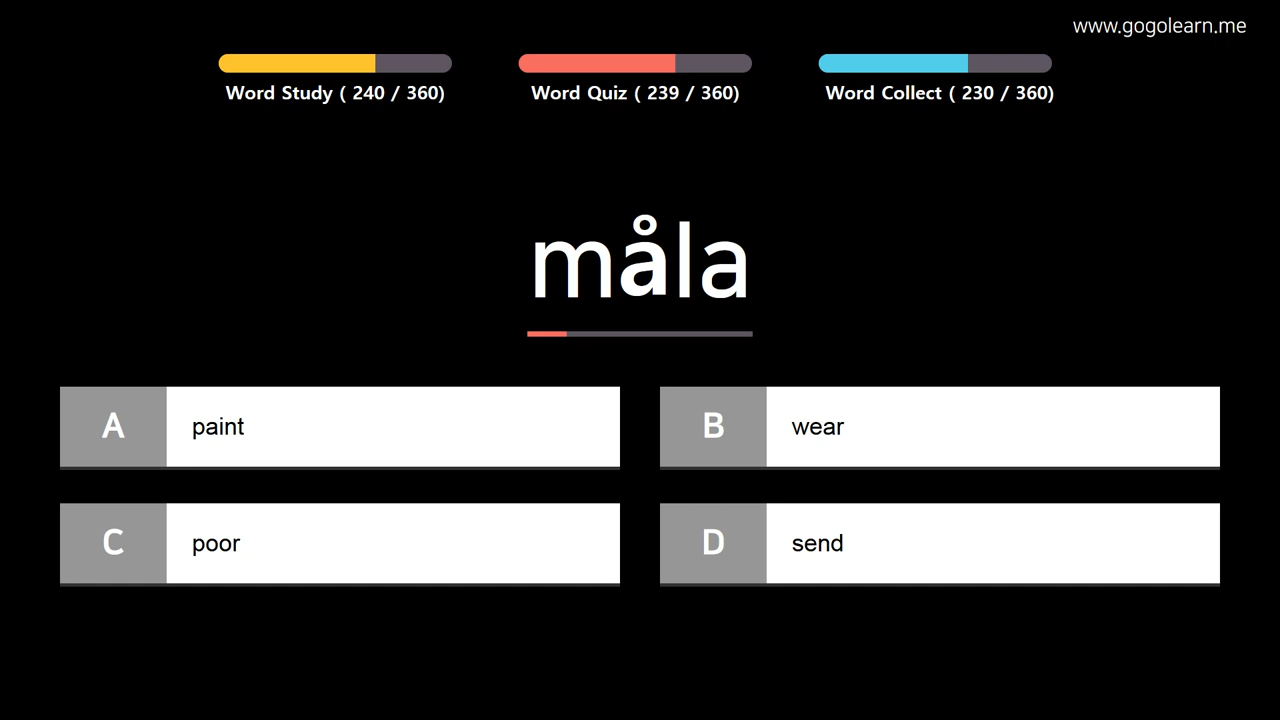 www.gogolearn.me
Word Study ( 240 / 360)
Word Quiz ( 239 / 360)
Word Collect ( 230 / 360)
måla
A paint
B wear
C poor
D send